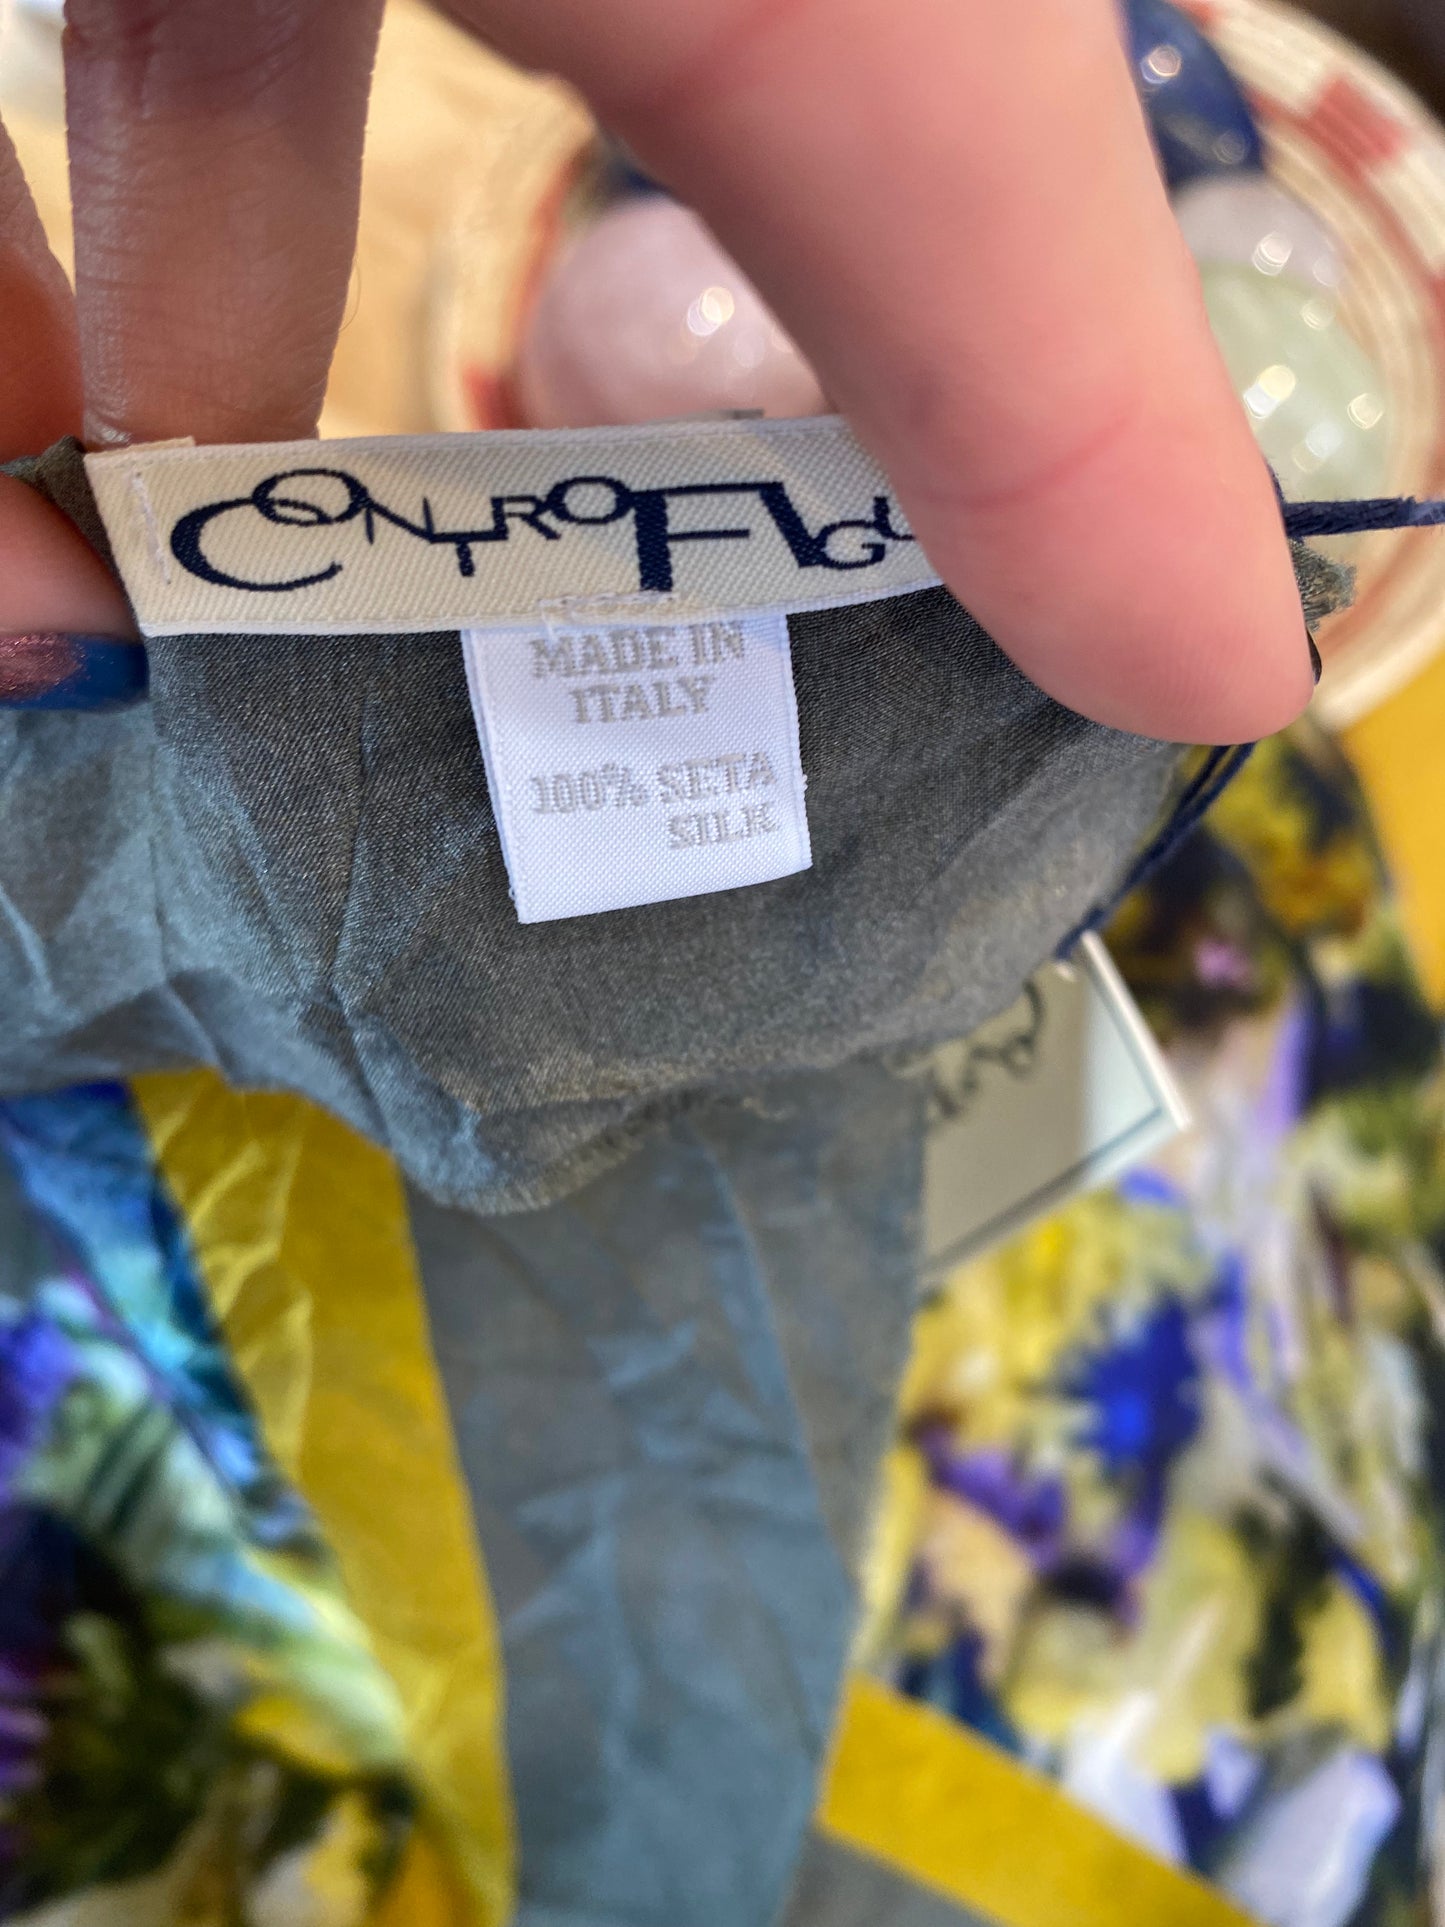 CONTROFIGU
MADE IN
ITALY
100% SETA
SILK